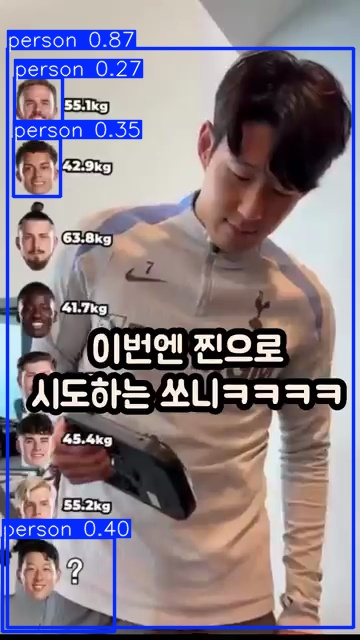 person 0.87
person 0.27
55.1kg
person 0.35
42.9kg
63.8kg
7
41.7kg
이번엔 찐으로
시도하는 쏘니ㅋㅋㅋㅋ
45.4kg
55.2kg
person 0.40
?